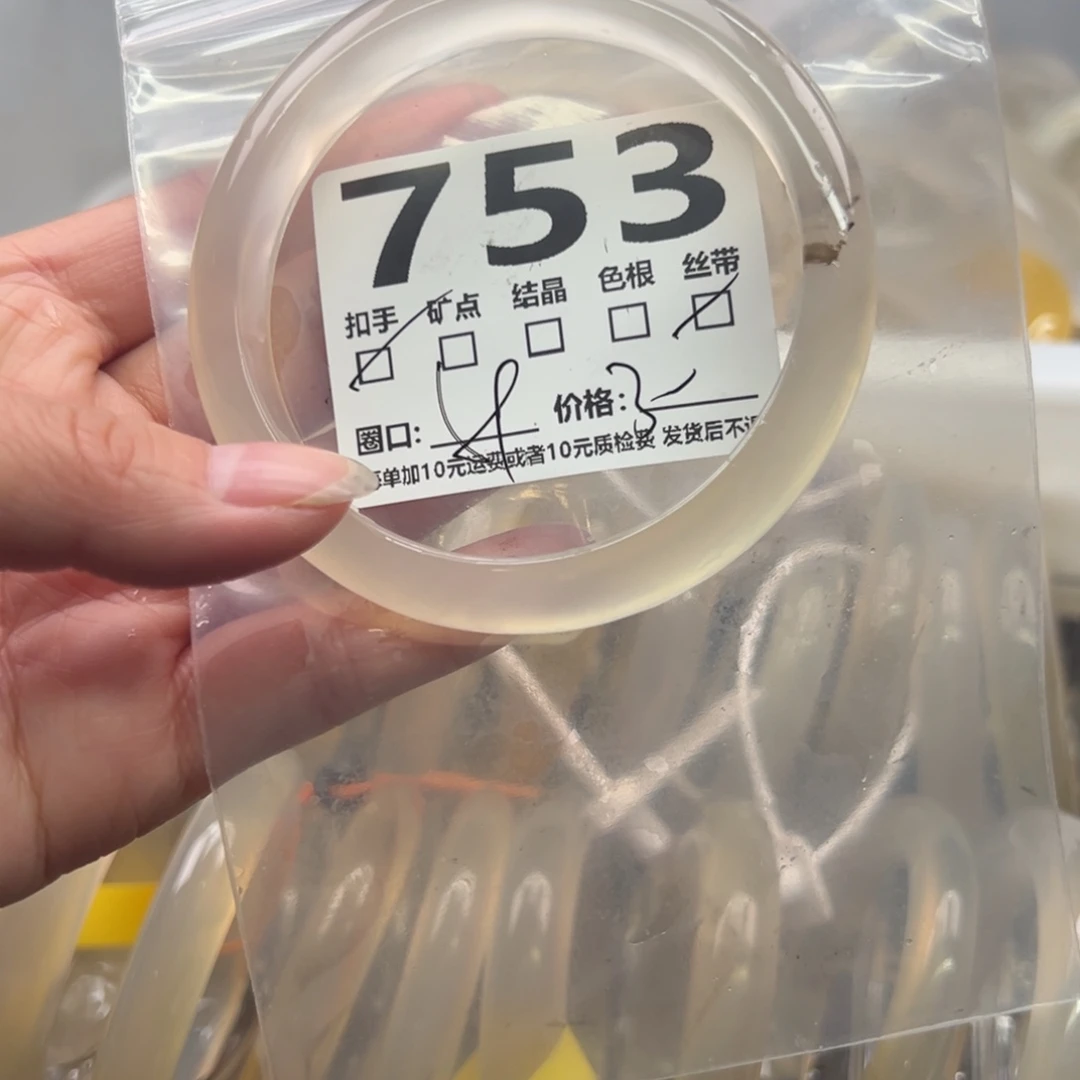 753
扣手 矿点 结晶 色根 丝带
圈口: 价格:
单加10元运费或者10元质检费 发货后不退